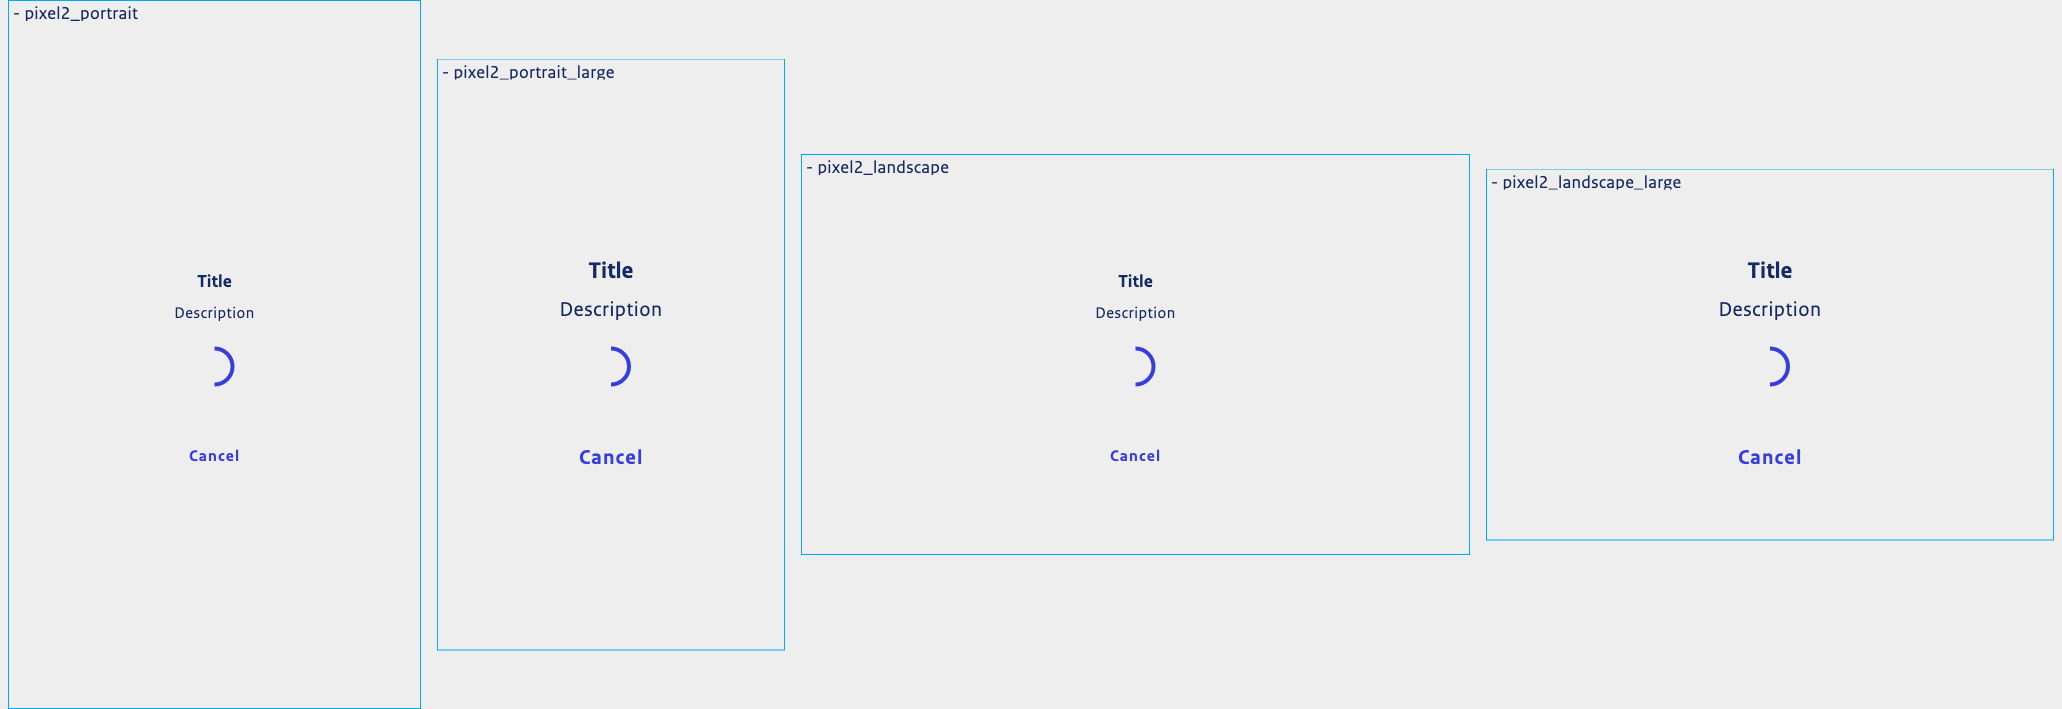 - pixel2_portrait
Title
Description
Cancel
- pixel2_portrait_large
Title
Description
Cancel
- pixel2_landscape
Title
Description
Cancel
- pixel2_landscape_large
Title
Description
Cancel